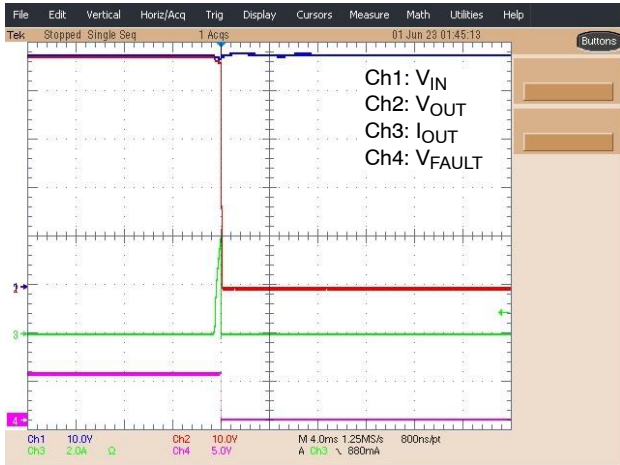 File Edit Vertical Horiz/Acq Trig Display Cursors Measure Math Utilities Help
Tek Stopped Single Seq 1 Acqs 01 Jun 23 01:45:13
Buttons
Ch1: VIN
Ch2: VOUT
Ch3: IOUT
Ch4: VFAULT
3
4
Ch1 10.0V Ch2 10.0V M 4.0ms 1.25MS/s 800ns/pt
Ch3 2.0A Ω Ch4 5.0V A Ch3 ╲ 880mA